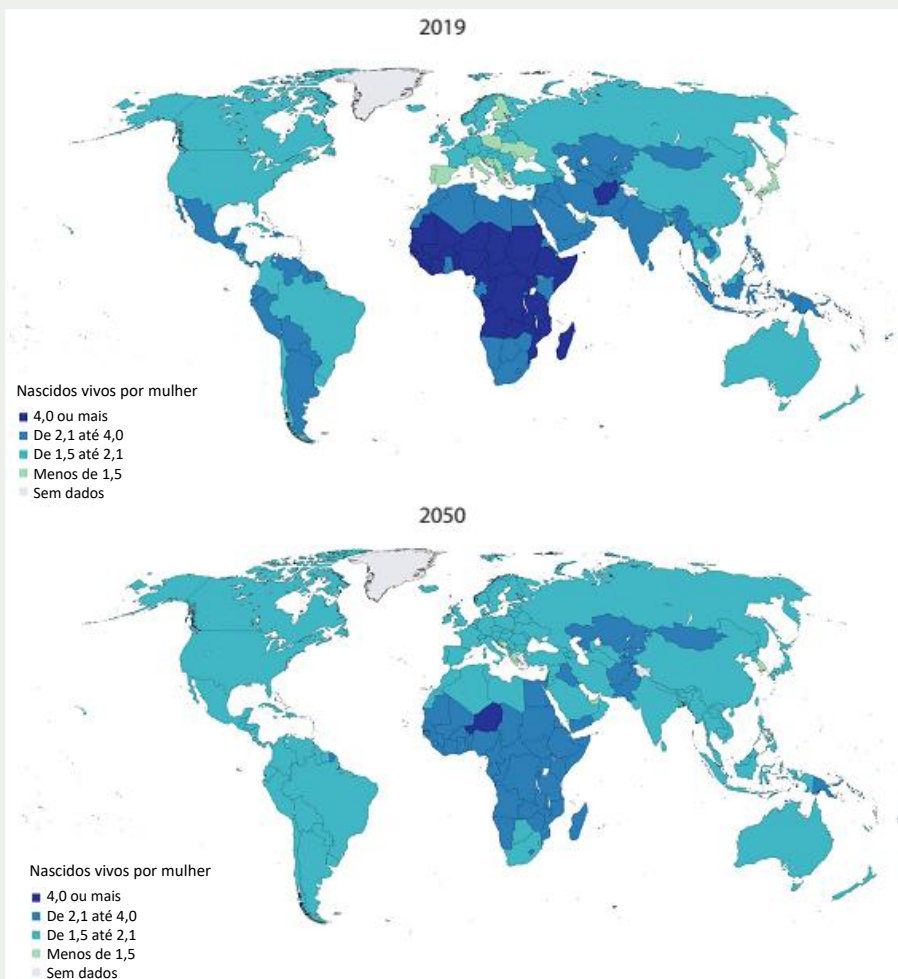 2019
Nascidos vivos por mulher
4,0 ou mais
De 2,1 até 4,0
De 1,5 até 2,1
Menos de 1,5
Sem dados
2050
Nascidos vivos por mulher
4,0 ou mais
De 2,1 até 4,0
De 1,5 até 2,1
Menos de 1,5
Sem dados